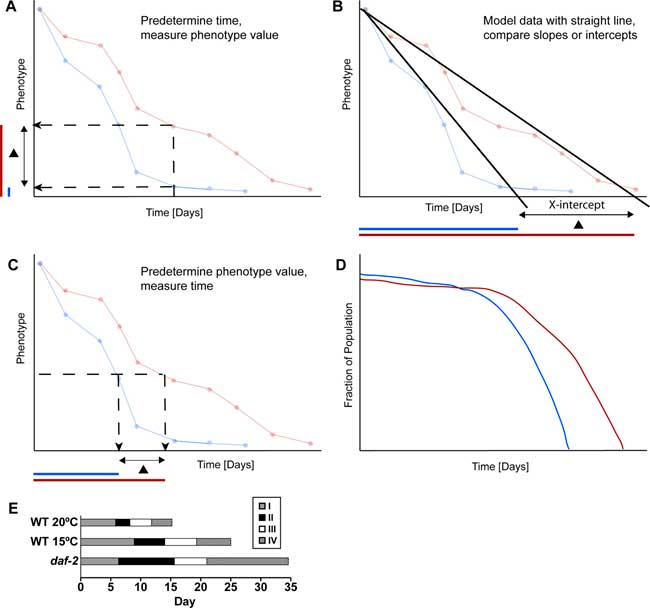 A
Predetermine time,
measure phenotype value
Phenotype
Time [Days]
B
Model data with straight line,
compare slopes or intercepts
Phenotype
Time [Days]
X-intercept
C
Predetermine phenotype value,
measure time
Phenotype
Time [Days]
D
Fraction of Population
Time [Days]
E
I
II
III
IV
WT 20ºC
WT 15ºC
daf-2
0 5 10 15 20 25 30 35
Day